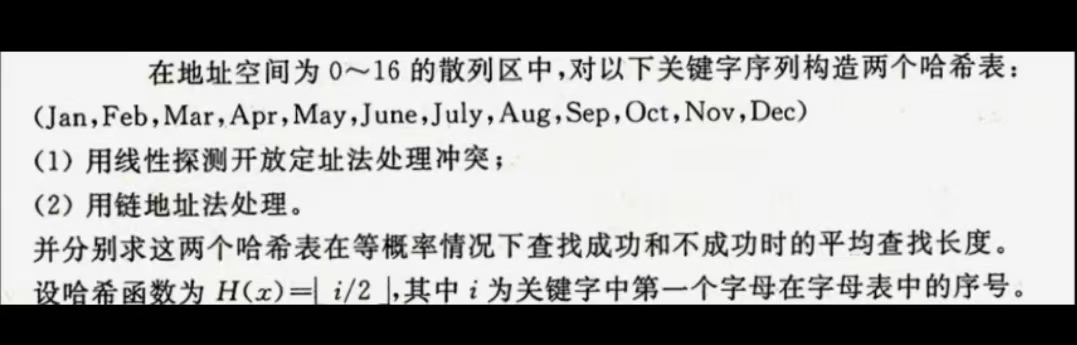 在地址空间为 0～16 的散列区中,对以下关键字序列构造两个哈希表:
(Jan,Feb,Mar,Apr,May,June,July,Aug,Sep,Oct,Nov,Dec)
(1) 用线性探测开放定址法处理冲突;
(2) 用链地址法处理。
并分别求这两个哈希表在等概率情况下查找成功和不成功时的平均查找长度。
设哈希函数为 H(x)=⌊ i/2 ⌋,其中 i 为关键字中第一个字母在字母表中的序号。